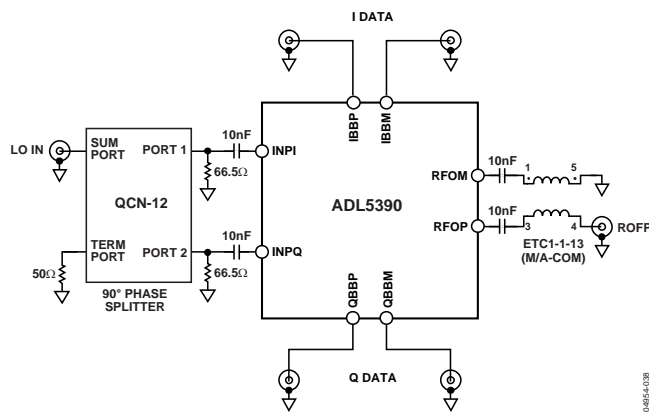 I DATA
LO IN
SUM
PORT
PORT 1
QCN-12
TERM
PORT
PORT 2
50Ω
90° PHASE
SPLITTER
10nF
66.5Ω
10nF
66.5Ω
INPI
INPQ
IBBP
IBBM
ADL5390
QBBP
QBBM
RFOM
RFOP
10nF
1
5
10nF
3
4
ROFP
ETC1-1-13
(M/A-COM)
Q DATA
04954-038